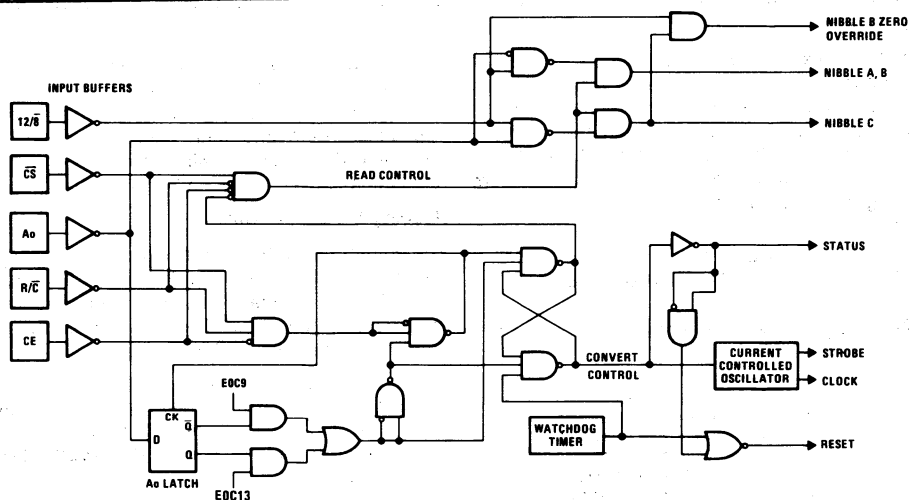 NIBBLE B ZERO
OVERRIDE
NIBBLE A, B
INPUT BUFFERS
12/8̅
NIBBLE C
C̅S̅
READ CONTROL
Ao
STATUS
R/C̅
CE
CONVERT
CONTROL
CURRENT
CONTROLLED
OSCILLATOR
STROBE
CLOCK
EOC9
CK
Q̅
D
Q
WATCHDOG
TIMER
RESET
Ao LATCH
EOC13